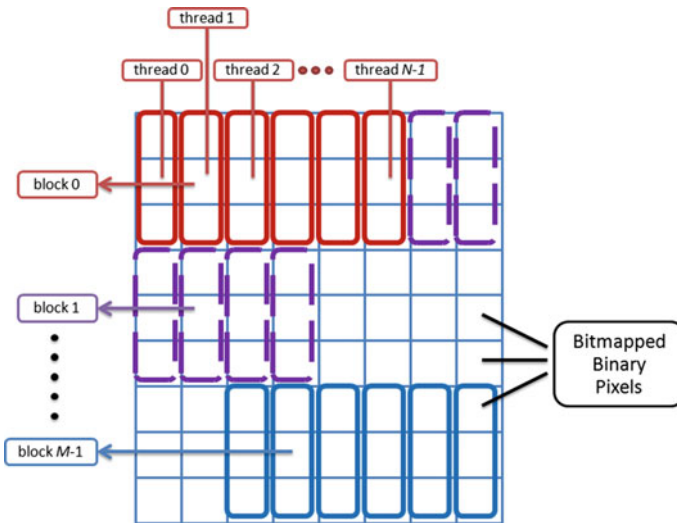 thread 1
thread 0
thread 2
thread N-1
block 0
block 1
Bitmapped
Binary
Pixels
block M-1